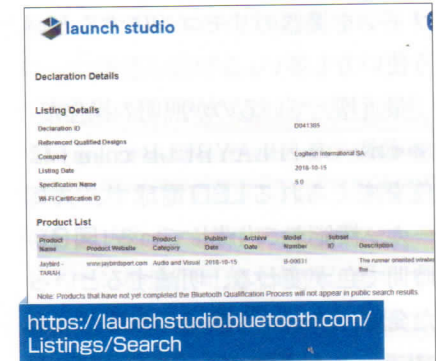 launch studio
Declaration Details
Listing Details
Declaration ID D041305
Referenced Qualified Designs
Company Logitech International SA
Listing Date 2018-10-15
Specification Name 5.0
Wi-Fi Certification ID
Product List
Product Name Product Website Product Category Publish Date Archive Date Model Number Subset ID Description
Jaybird - TARAH www.jaybirdsport.com Audio and Visual 2018-10-15 B-00031 The runner oriented wireless
Note: Products that have not yet completed the Bluetooth Qualification Process will not appear in public search results.
https://launchstudio.bluetooth.com/
Listings/Search